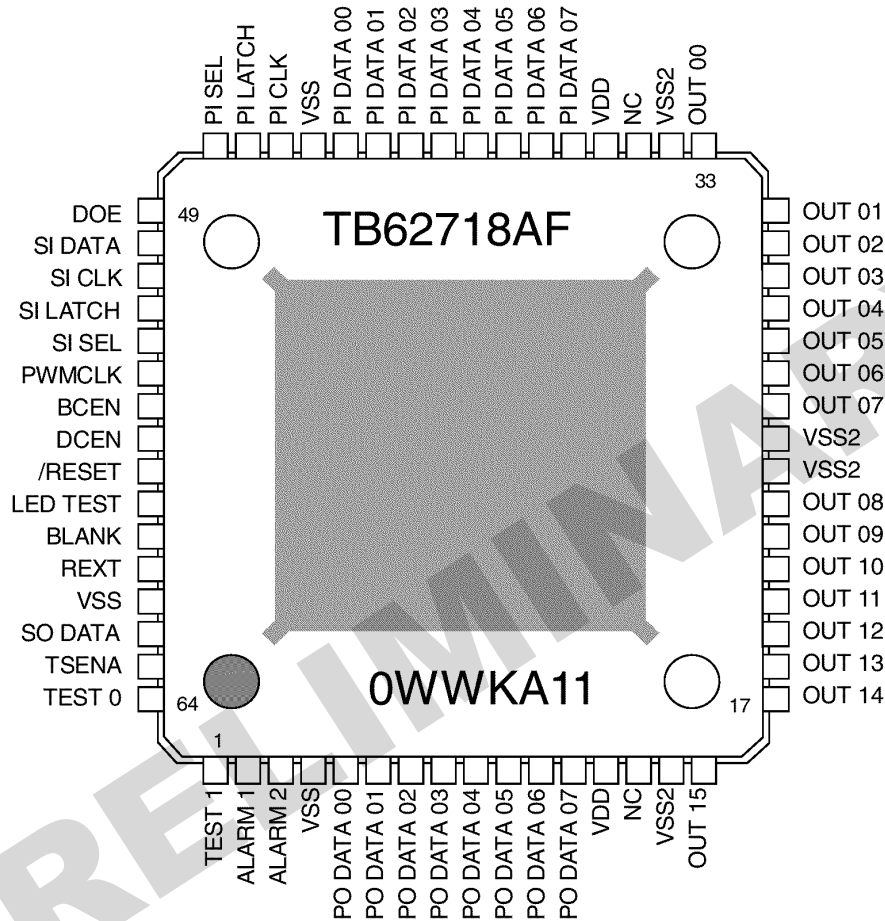 PI SEL
PI LATCH
PI CLK
VSS
PI DATA 00
PI DATA 01
PI DATA 02
PI DATA 03
PI DATA 04
PI DATA 05
PI DATA 06
PI DATA 07
VDD
NC
VSS2
OUT 00
33
49
TB62718AF
DOE
SI DATA
SI CLK
SI LATCH
SI SEL
PWMCLK
BCEN
DCEN
/RESET
LED TEST
BLANK
REXT
VSS
SO DATA
TSENA
TEST 0
OUT 01
OUT 02
OUT 03
OUT 04
OUT 05
OUT 06
OUT 07
VSS2
VSS2
OUT 08
OUT 09
OUT 10
OUT 11
OUT 12
OUT 13
OUT 14
0WWKA11
64
17
1
TEST 1
ALARM 1
ALARM 2
VSS
PO DATA 00
PO DATA 01
PO DATA 02
PO DATA 03
PO DATA 04
PO DATA 05
PO DATA 06
PO DATA 07
VDD
NC
VSS2
OUT 15
RELIMINAR